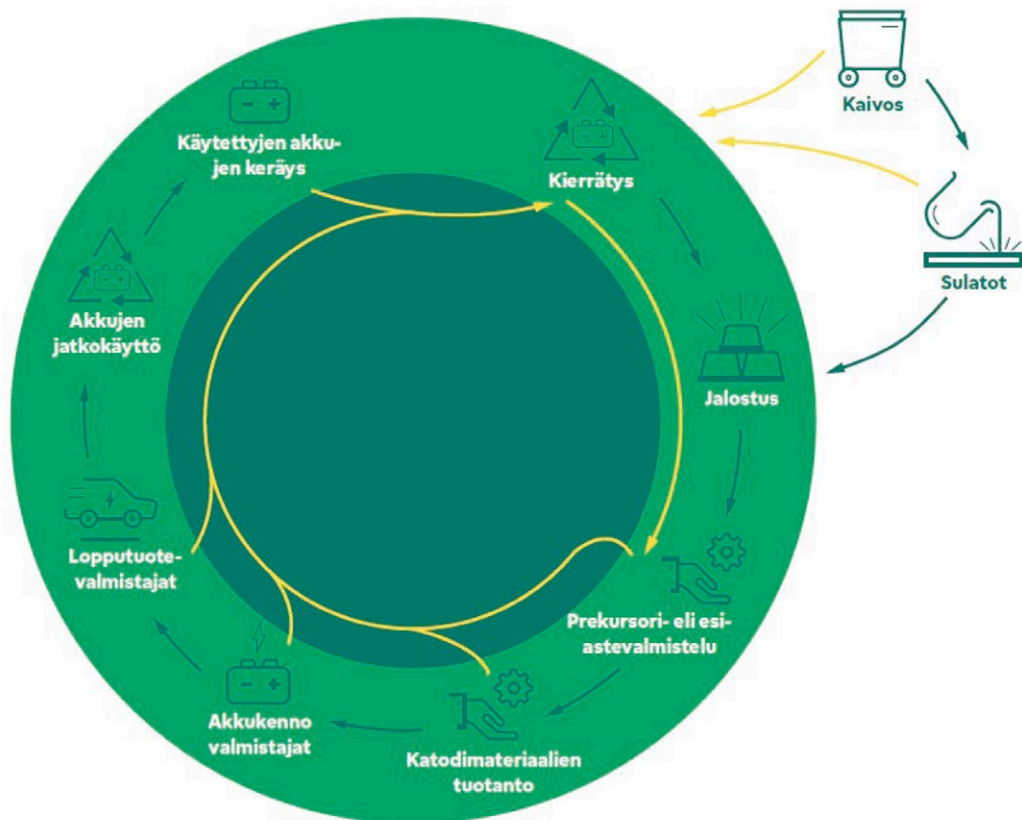 Kaivos
Käytettyjen akku-
jen keräys
Kierrätys
Sulatot
Akkujen
jatkokäyttö
Jalostus
Lopputuote-
valmistajat
Prekursori- eli esi-
astevalmistelu
Akkukenno
valmistajat
Katodimateriaalien
tuotanto